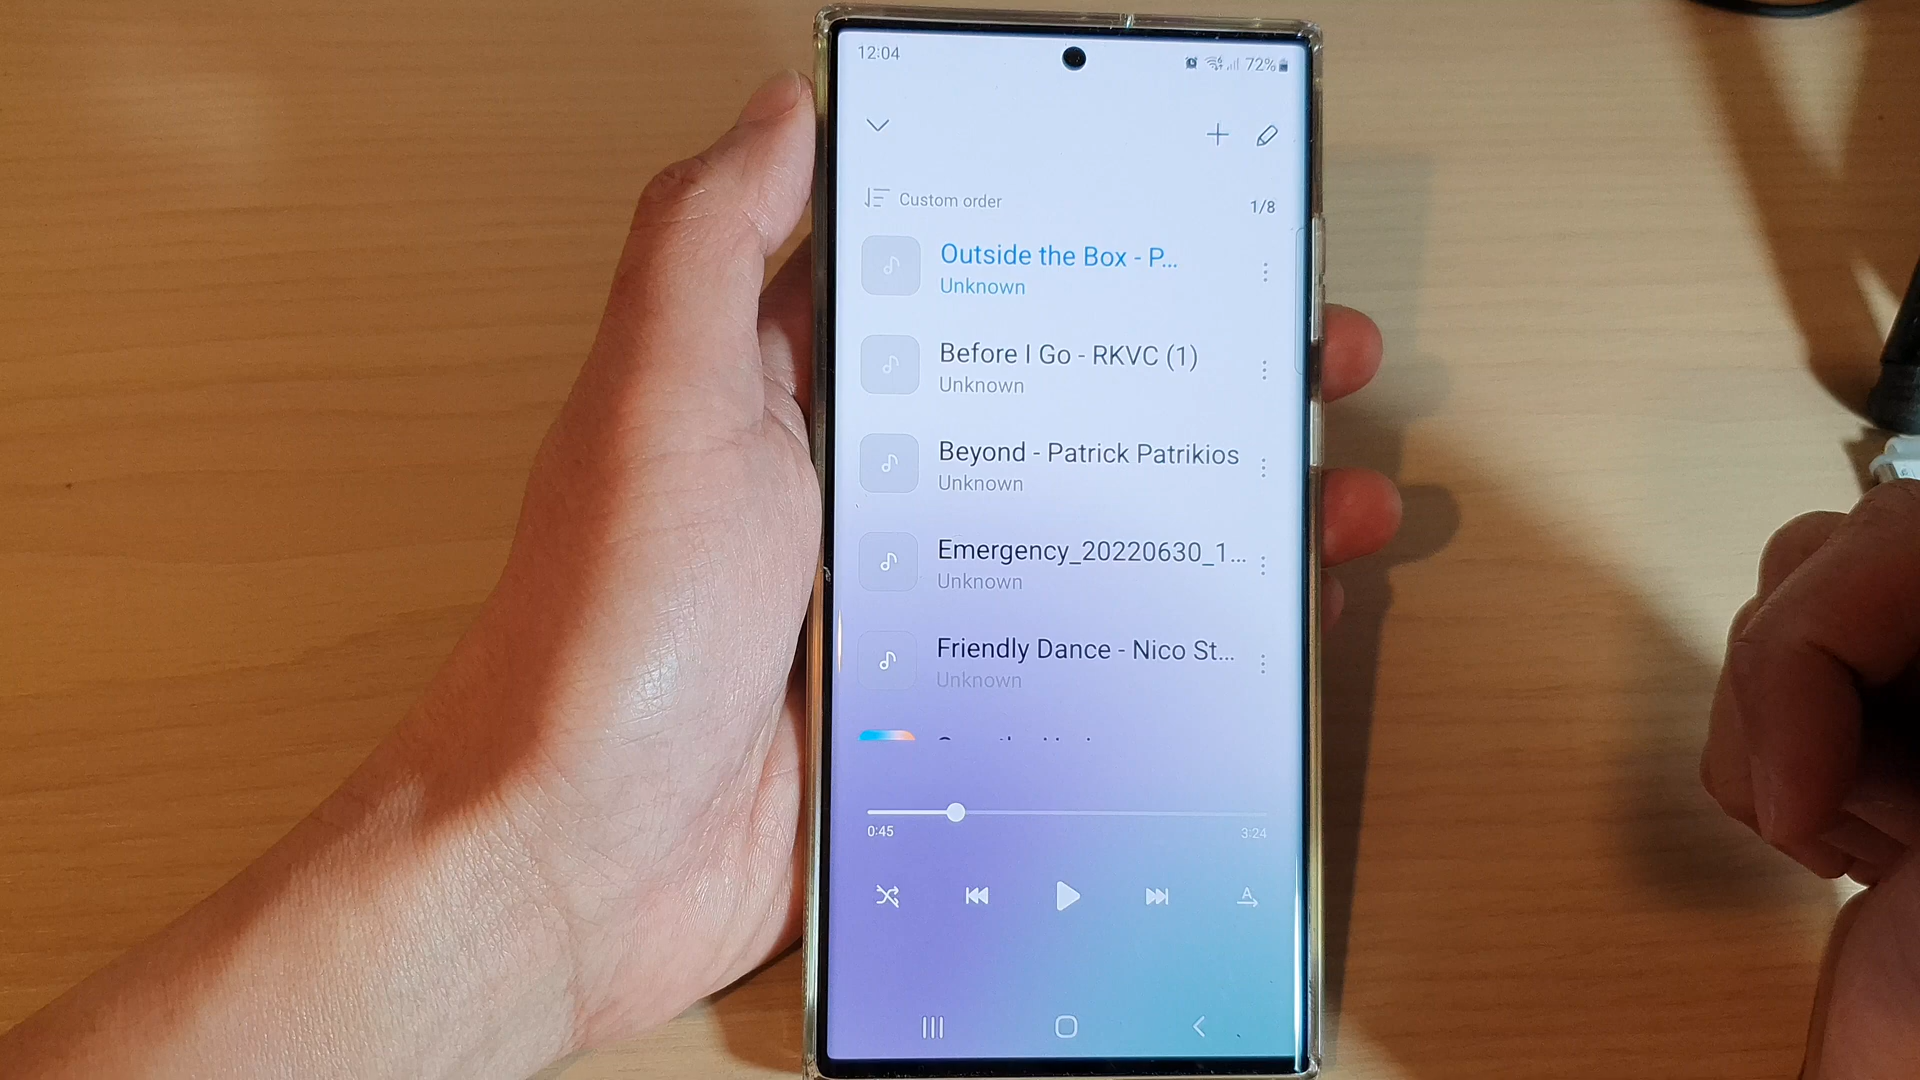 12:04
72%
Custom order
1/8
Outside the Box - P...
Unknown
Before I Go - RKVC (1)
Unknown
Beyond - Patrick Patrikios
Unknown
Emergency_20220630_1...
Unknown
Friendly Dance - Nico St...
Unknown
0:45
3:24
A